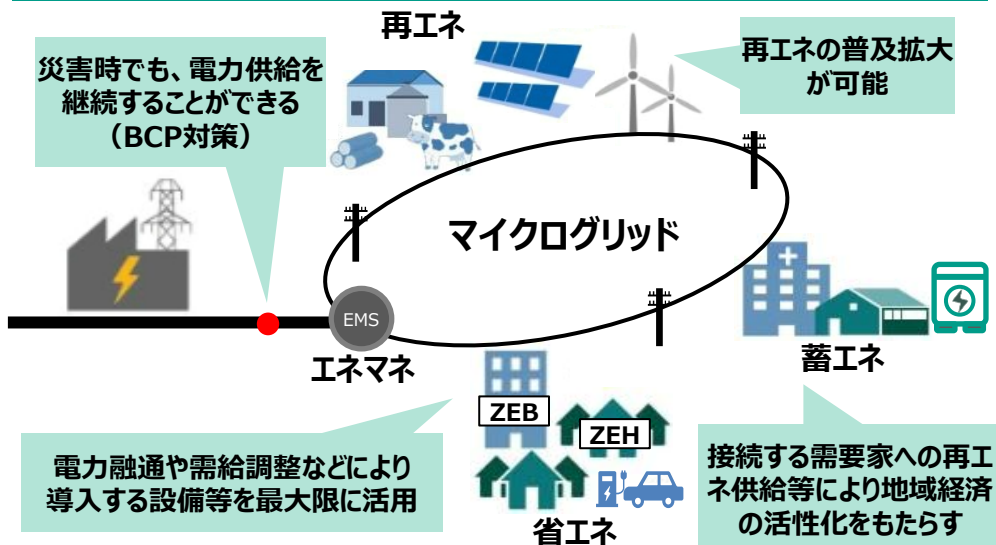 再エネ
災害時でも、電力供給を
継続することができる
（BCP対策）
再エネの普及拡大
が可能
マイクログリッド
EMS
エネマネ
蓄エネ
ZEB
ZEH
省エネ
電力融通や需給調整などにより
導入する設備等を最大限に活用
接続する需要家への再エ
ネ供給等により地域経済
の活性化をもたらす